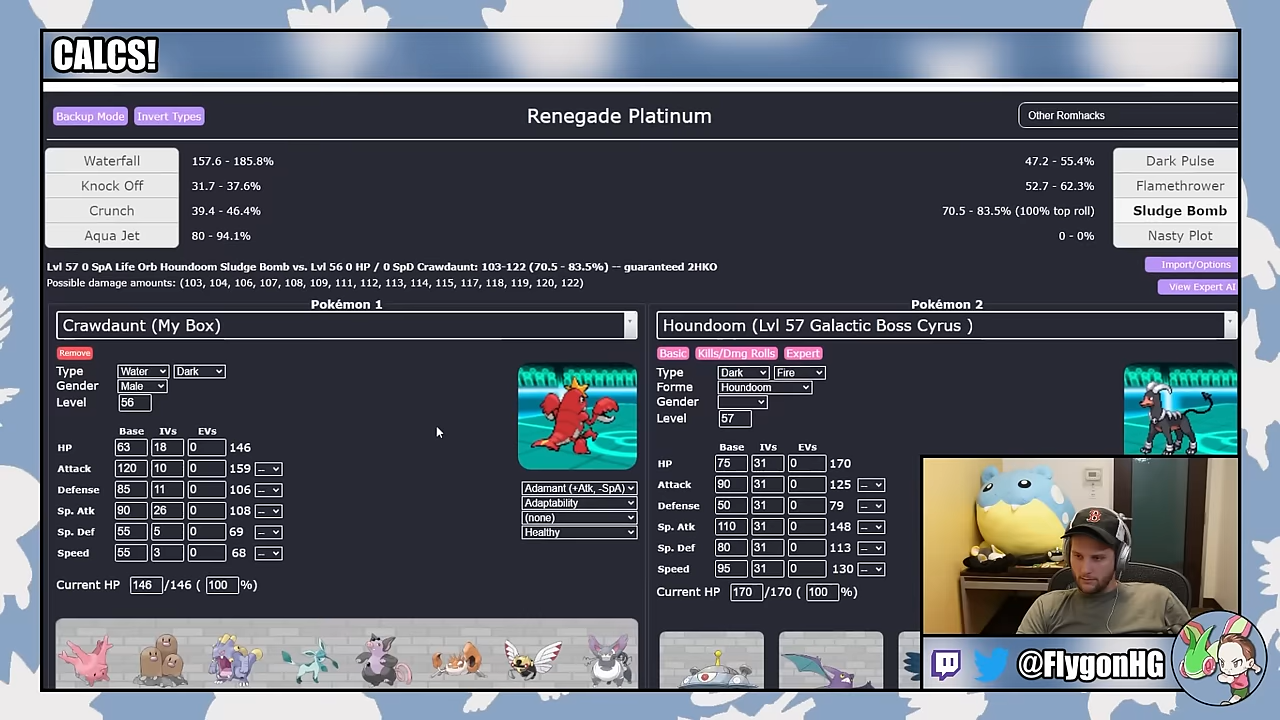 CALCS!
Backup Mode Invert Types Renegade Platinum Other Romhacks
Waterfall 157.6 - 185.8% 47.2 - 55.4% Dark Pulse
Knock Off 31.7 - 37.6% 52.7 - 62.3% Flamethrower
Crunch 39.4 - 46.4% 70.5 - 83.5% (100% top roll) Sludge Bomb
Aqua Jet 80 - 94.1% 0 - 0% Nasty Plot
Lvl 57 0 SpA Life Orb Houndoom Sludge Bomb vs. Lvl 56 0 HP / 0 SpD Crawdaunt: 103-122 (70.5 - 83.5%) -- guaranteed 2HKO
Import/Options
Possible damage amounts: (103, 104, 106, 107, 108, 109, 111, 112, 113, 114, 115, 117, 118, 119, 120, 122)
View Expert AI
Pokémon 1
Crawdaunt (My Box)
Remove
Type Water Dark
Gender Male
Level 56
Base IVs EVs
HP 63 18 0 146
Attack 120 10 0 159 --
Defense 85 11 0 106 --
Sp. Atk 90 26 0 108 --
Sp. Def 55 5 0 69 --
Speed 55 3 0 68 --
Adamant (+Atk, -SpA)
Adaptability
(none)
Healthy
Current HP 146 /146 ( 100 %)
Pokémon 2
Houndoom (Lvl 57 Galactic Boss Cyrus )
Basic Kills/Dmg Rolls Expert
Type Dark Fire
Forme Houndoom
Gender
Level 57
Base IVs EVs
HP 75 31 0 170
Attack 90 31 0 125 --
Defense 50 31 0 79 --
Sp. Atk 110 31 0 148 --
Sp. Def 80 31 0 113 --
Speed 95 31 0 130 --
Current HP 170 /170 ( 100 %)
@FlygonHG